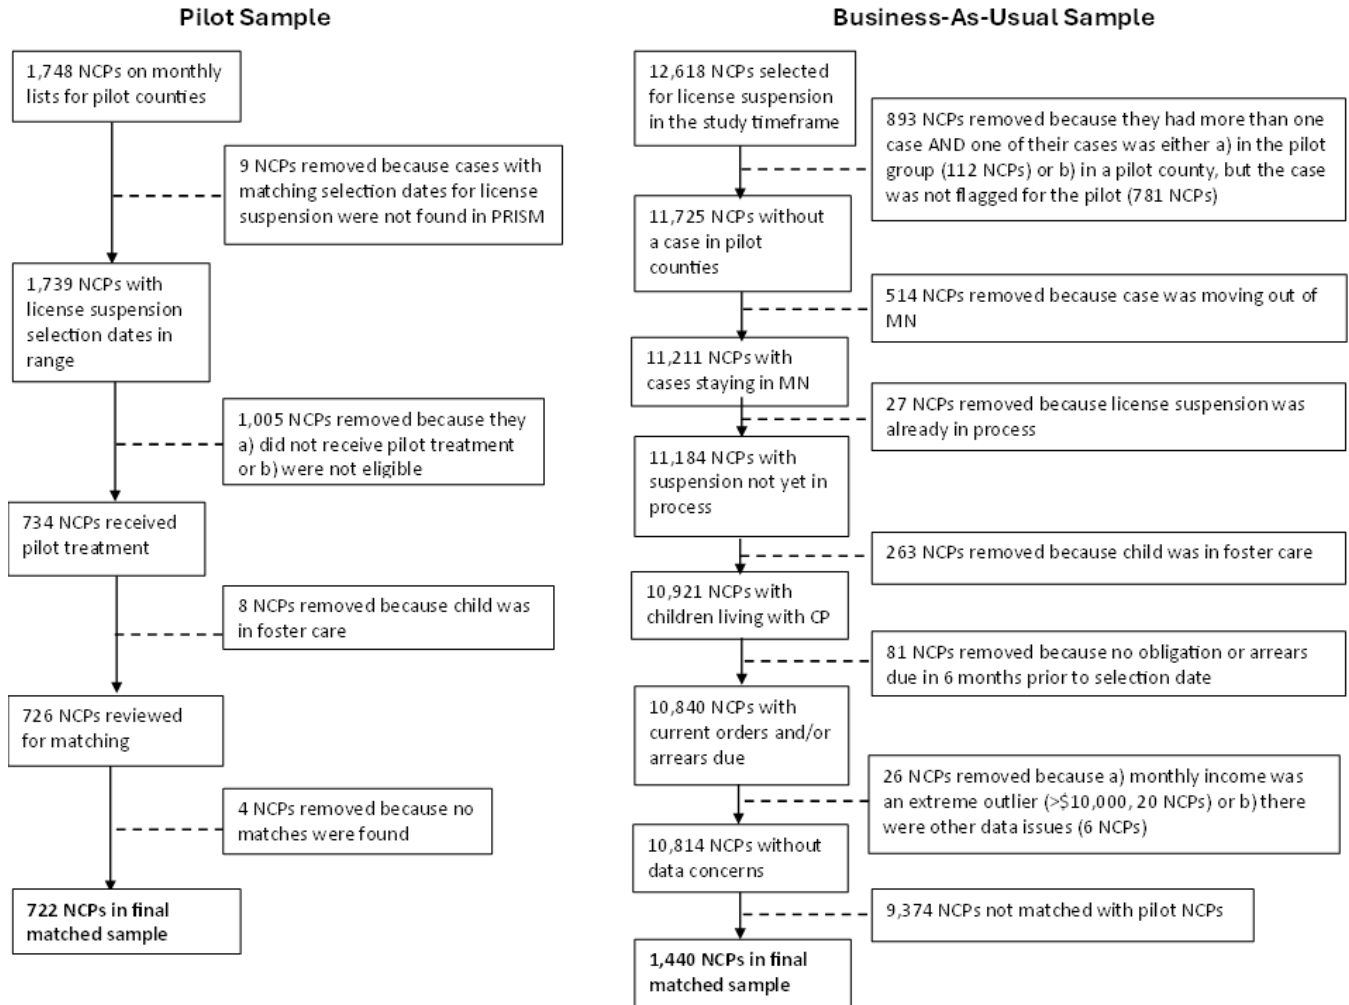 Pilot Sample
1,748 NCPs on monthly
lists for pilot counties
9 NCPs removed because cases with
matching selection dates for license
suspension were not found in PRISM
1,739 NCPs with
license suspension
selection dates in
range
1,005 NCPs removed because they
a) did not receive pilot treatment
or b) were not eligible
734 NCPs received
pilot treatment
8 NCPs removed because child was
in foster care
726 NCPs reviewed
for matching
4 NCPs removed because no
matches were found
722 NCPs in final
matched sample
Business-As-Usual Sample
12,618 NCPs selected
for license suspension
in the study timeframe
893 NCPs removed because they had more than one
case AND one of their cases was either a) in the pilot
group (112 NCPs) or b) in a pilot county, but the case
was not flagged for the pilot (781 NCPs)
11,725 NCPs without
a case in pilot
counties
514 NCPs removed because case was moving out of
MN
11,211 NCPs with
cases staying in MN
27 NCPs removed because license suspension was
already in process
11,184 NCPs with
suspension not yet in
process
263 NCPs removed because child was in foster care
10,921 NCPs with
children living with CP
81 NCPs removed because no obligation or arrears
due in 6 months prior to selection date
10,840 NCPs with
current orders and/or
arrears due
26 NCPs removed because a) monthly income was
an extreme outlier (>$10,000, 20 NCPs) or b) there
were other data issues (6 NCPs)
10,814 NCPs without
data concerns
9,374 NCPs not matched with pilot NCPs
1,440 NCPs in final
matched sample